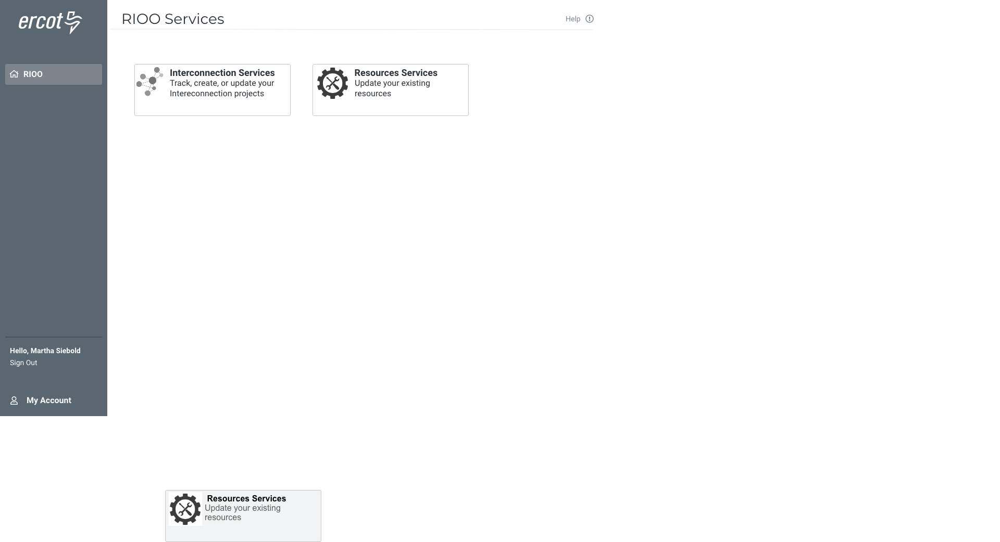 ercot
RIOO Services
Help
RIOO
Interconnection Services
Track, create, or update your
Intereconnection projects
Resources Services
Update your existing
resources
Hello, Martha Siebold
Sign Out
My Account
Resources Services
Update your existing
resources